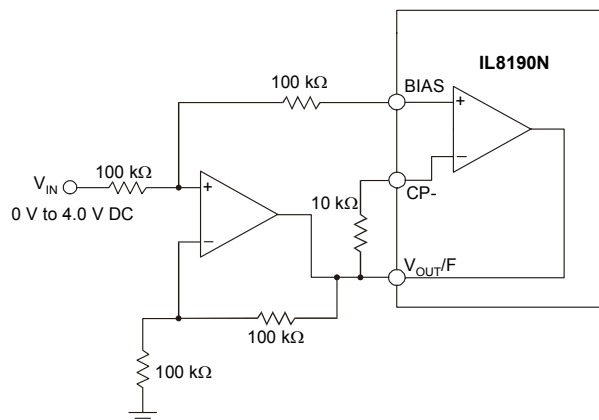 IL8190N
100 kΩ
BIAS
+
−
100 kΩ
V_IN
+
0 V to 4.0 V DC
10 kΩ
CP-
−
V_OUT/F
100 kΩ
100 kΩ